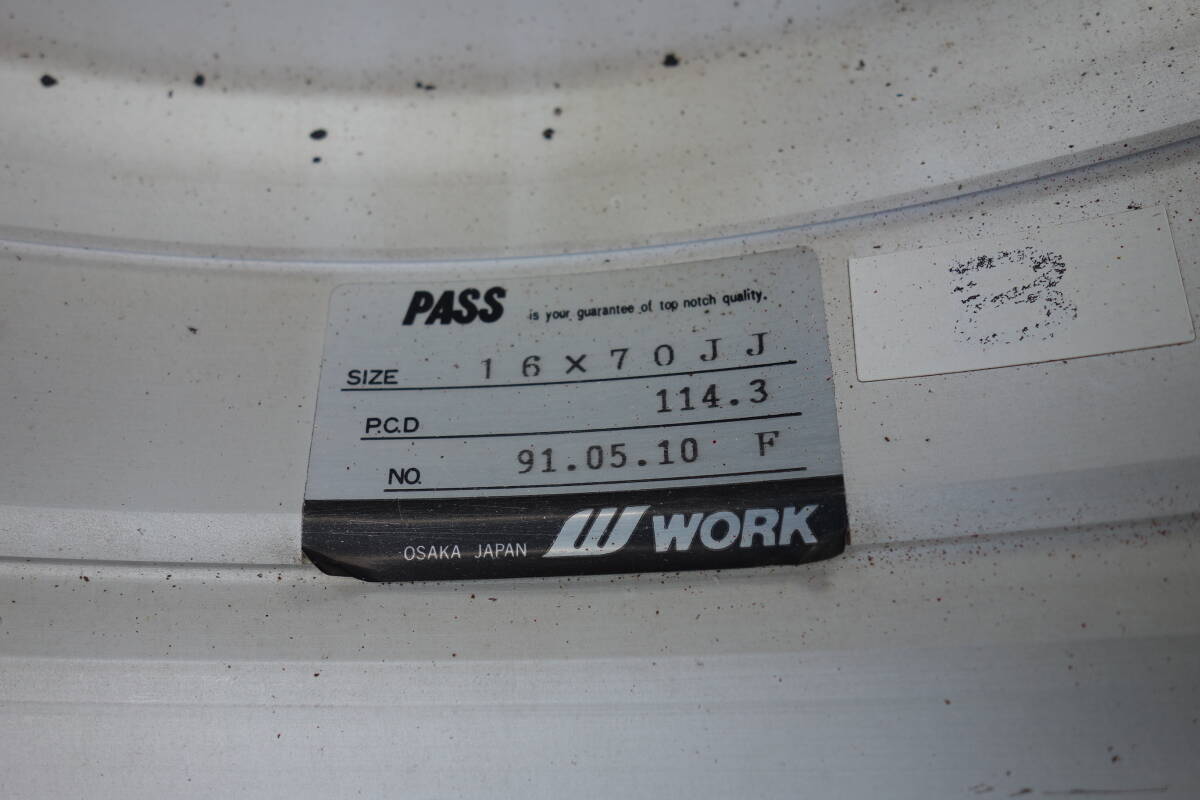 PASS is your guarantee of top notch quality.
SIZE 16×70JJ
P.C.D 114.3
NO. 91.05.10 F
OSAKA JAPAN W WORK